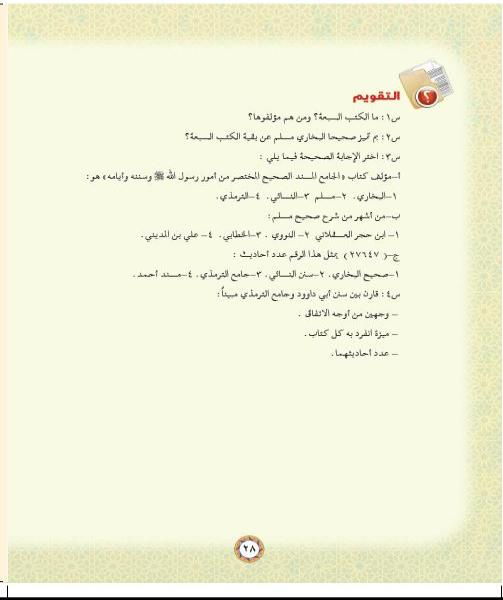 التقويم
س١: ما الكتب السبعة؟ ومن هم مؤلفوها؟
س٢: بم تميز صحيحا البخاري مسلم عن بقية الكتب السبعة؟
س٣: اختر الإجابة الصحيحة فيما يلي :
أ-مؤلف كتاب «الجامع المسند الصحيح المختصر من أمور رسول الله ﷺ وسننه وأيامه» هو:
١-البخاري. ٢-مسلم ٣-النسائي. ٤-الترمذي.
ب-من أشهر من شرح صحيح مسلم:
١- ابن حجر العسقلاني ٢- النووي . ٣-الخطابي. ٤- علي بن المديني.
ج-(٢٧٦٤٧) يمثل هذا الرقم عدد أحاديث :
١-صحيح البخاري. ٢-سنن النسائي. ٣-جامع الترمذي. ٤-مسند أحمد.
س٤: قارن بين سنن أبي داوود وجامع الترمذي مبيناً:
- وجهين من أوجه الاتفاق .
- ميزة انفرد به كل كتاب.
- عدد أحاديثهما.
٢٨